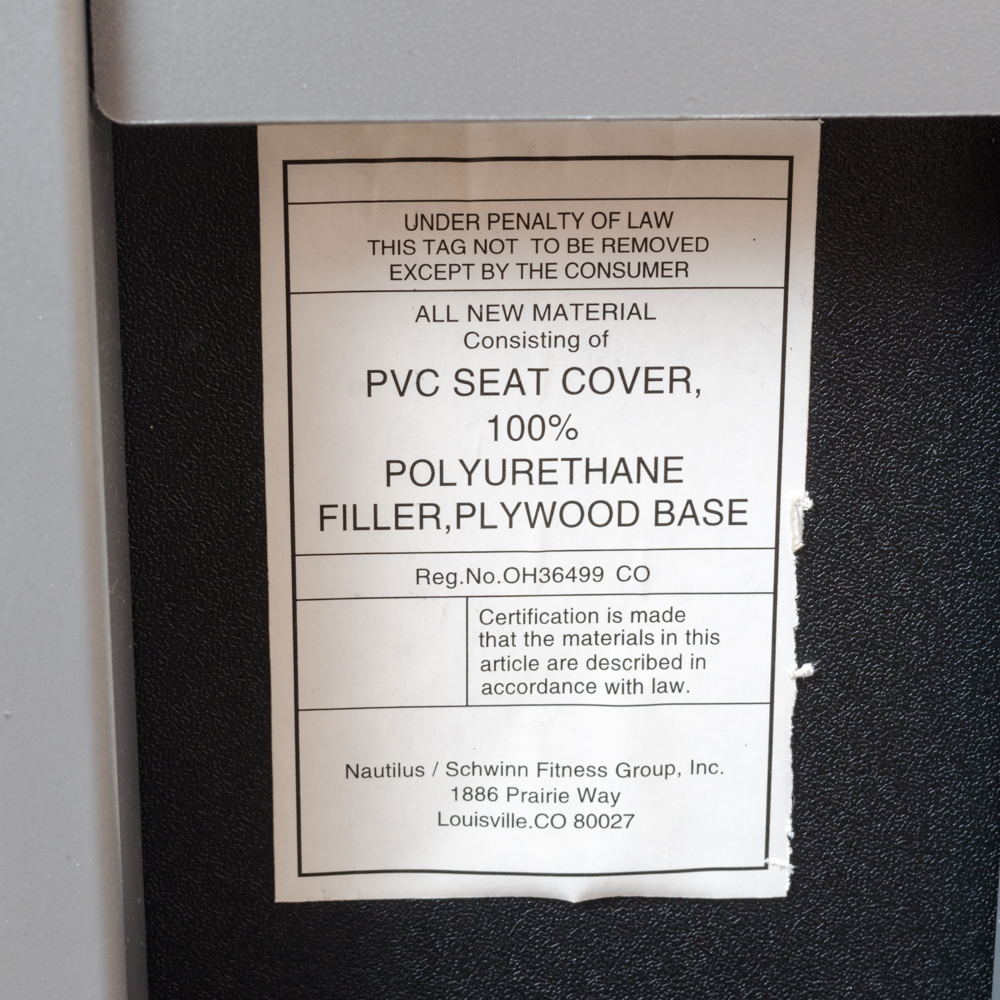 UNDER PENALTY OF LAW
THIS TAG NOT TO BE REMOVED
EXCEPT BY THE CONSUMER
ALL NEW MATERIAL
Consisting of
PVC SEAT COVER,
100%
POLYURETHANE
FILLER,PLYWOOD BASE
Reg.No.OH36499 CO
Certification is made
that the materials in this
article are described in
accordance with law.
Nautilus / Schwinn Fitness Group, Inc.
1886 Prairie Way
Louisville.CO 80027